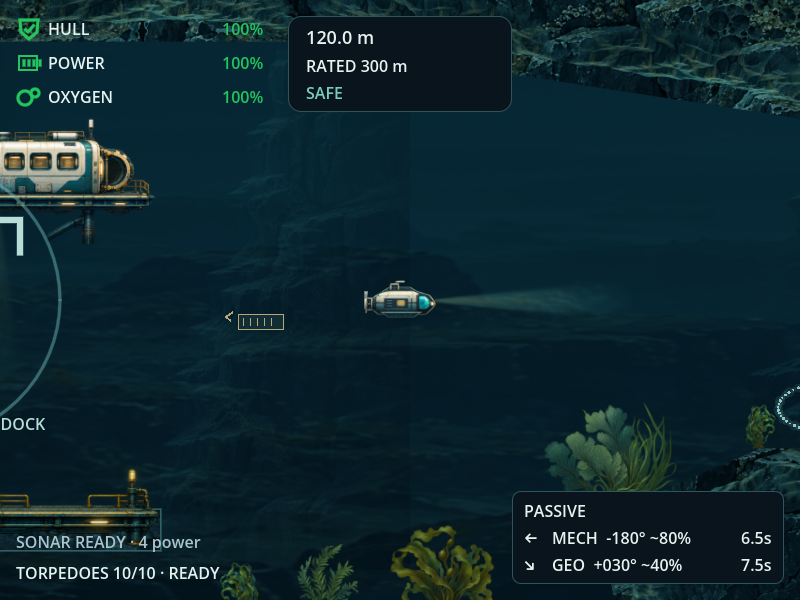 HULL 100%
POWER 100%
OXYGEN 100%
120.0 m
RATED 300 m
SAFE
DOCK
SONAR READY · 4 power
TORPEDOES 10/10 · READY
PASSIVE
← MECH -180° ~80% 6.5s
↘ GEO +030° ~40% 7.5s